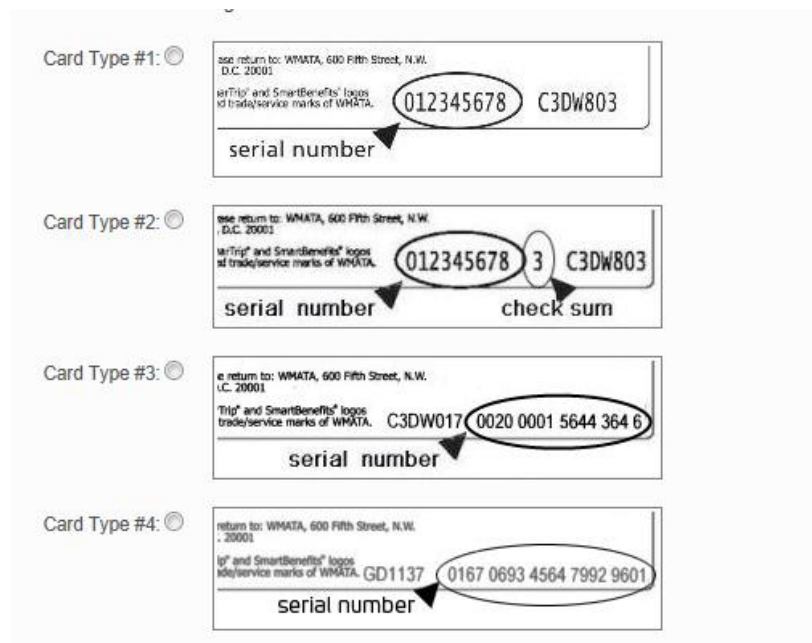 Card Type #1:
ase return to: WMATA, 600 Fifth Street, N.W.
D.C. 20001
arTrip® and SmartBenefits® logos
d trade/service marks of WMATA.
012345678 C3DW803
serial number
Card Type #2:
ase return to: WMATA, 600 Fifth Street, N.W.
, D.C. 20001
arTrip® and SmartBenefits® logos
d trade/service marks of WMATA.
012345678 3 C3DW803
serial number check sum
Card Type #3:
e return to: WMATA, 600 Fifth Street, N.W.
.C. 20001
Trip® and SmartBenefits® logos
trade/service marks of WMATA.
C3DW017 0020 0001 5644 364 6
serial number
Card Type #4:
return to: WMATA, 600 Fifth Street, N.W.
. 20001
ip® and SmartBenefits® logos
de/service marks of WMATA.
GD1137 0167 0693 4564 7992 9601
serial number